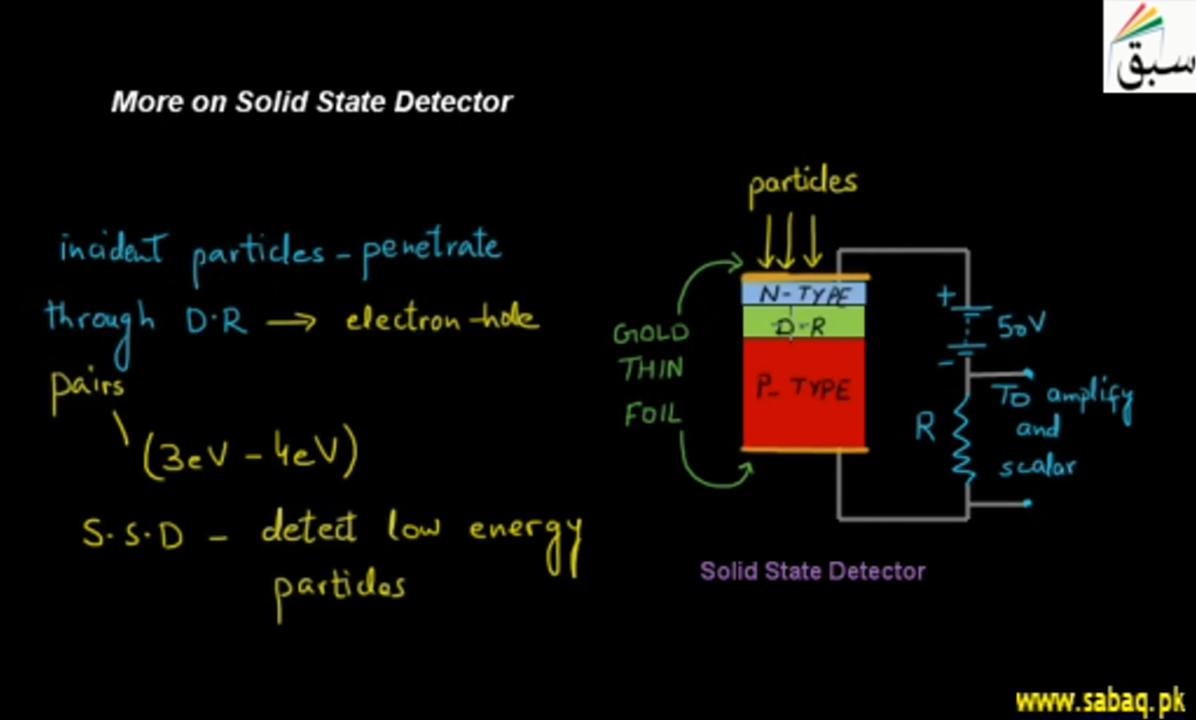 سبق
More on Solid State Detector
particles
incident particles - penetrate
through D.R → electron-hole
pairs
(3eV - 4eV)
S.S.D - detect low energy
particles
GOLD
THIN
FOIL
N-TYPE
D-R
P-TYPE
+
50V
-
R
To amplify
and
scalar
Solid State Detector
www.sabaq.pk